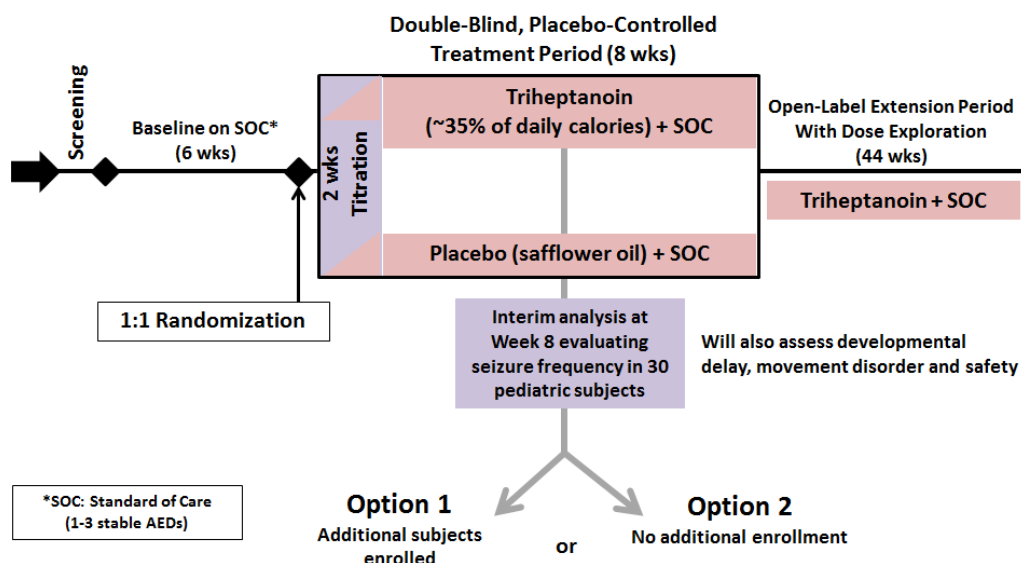 Double-Blind, Placebo-Controlled
Treatment Period (8 wks)
Screening
Baseline on SOC*
(6 wks)
2 wks
Titration
Triheptanoin
(~35% of daily calories) + SOC
Placebo (safflower oil) + SOC
Open-Label Extension Period
With Dose Exploration
(44 wks)
Triheptanoin + SOC
1:1 Randomization
Interim analysis at
Week 8 evaluating
seizure frequency in 30
pediatric subjects
Will also assess developmental
delay, movement disorder and safety
*SOC: Standard of Care
(1-3 stable AEDs)
Option 1
Additional subjects
enrolled
or
Option 2
No additional enrollment